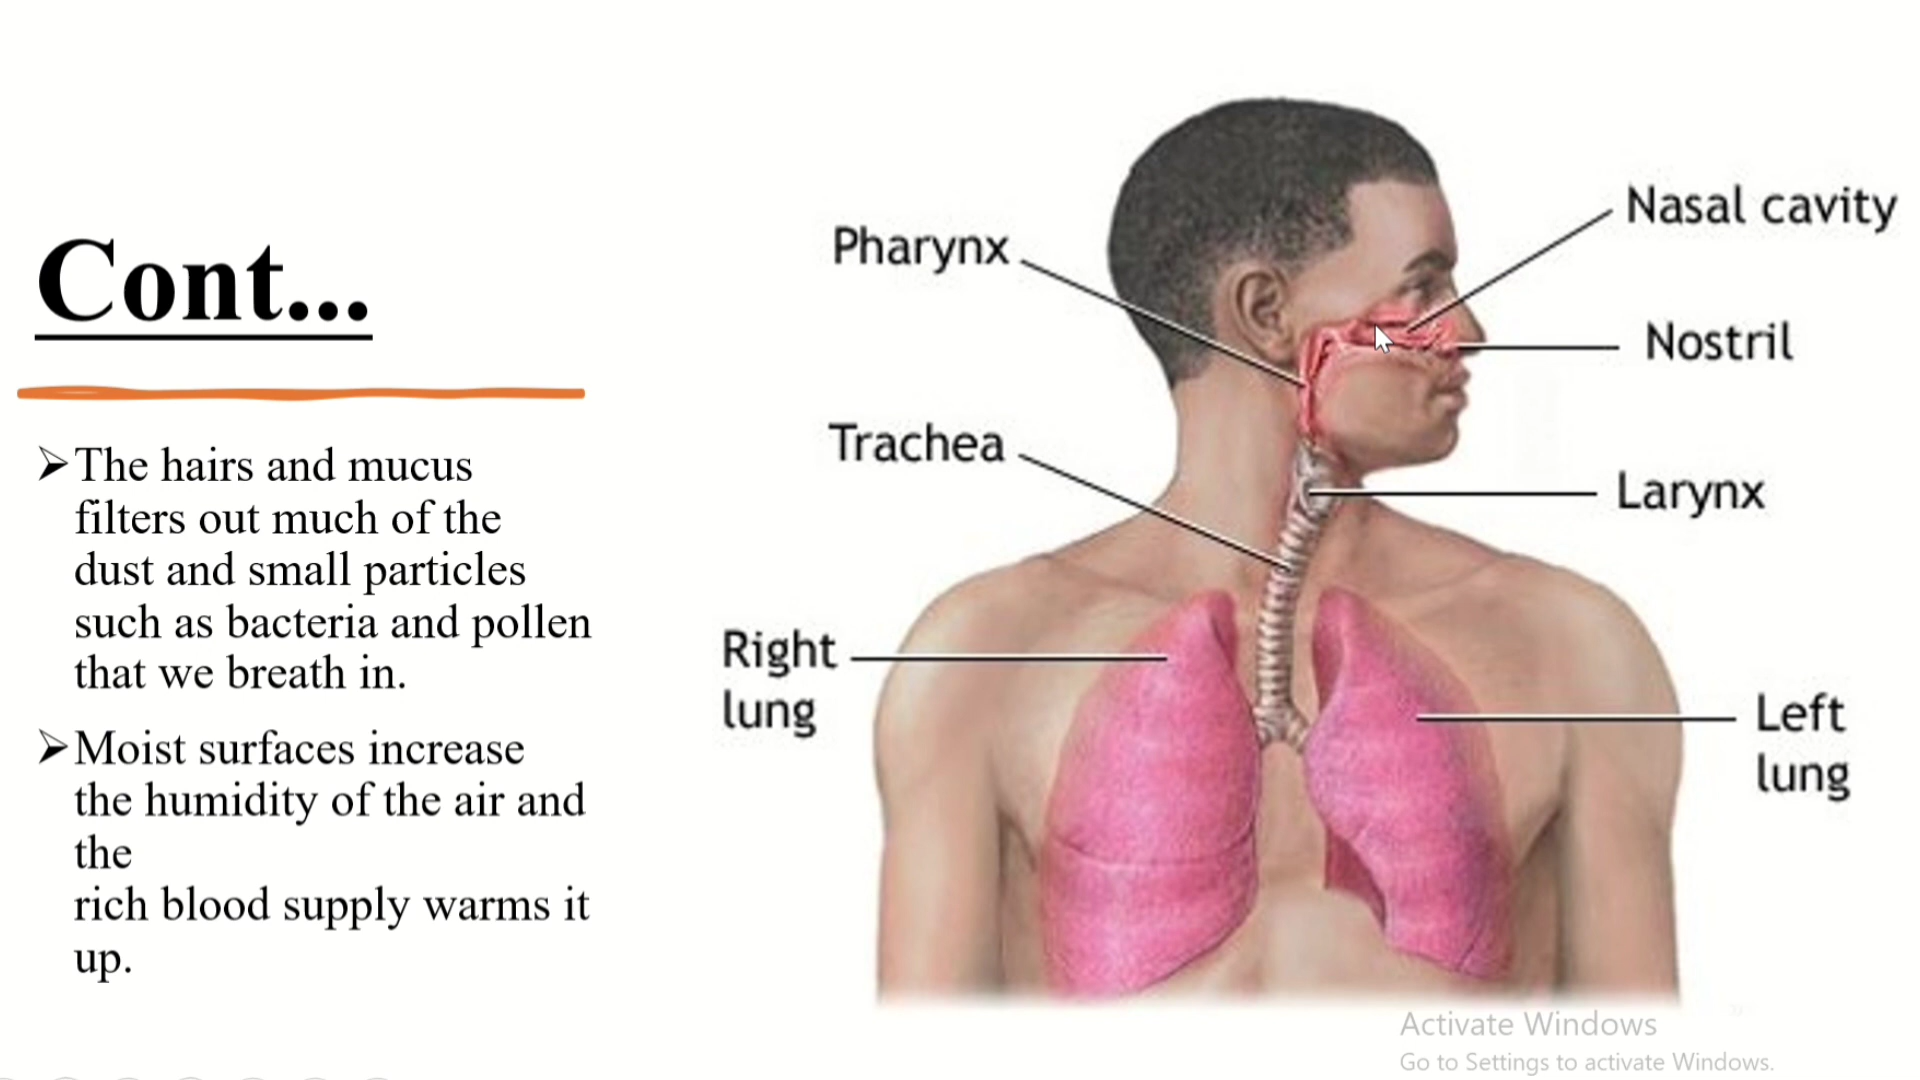 Cont...
➢The hairs and mucus
filters out much of the
dust and small particles
such as bacteria and pollen
that we breath in.
➢Moist surfaces increase
the humidity of the air and
the
rich blood supply warms it
up.
Nasal cavity
Pharynx
Nostril
Trachea
Larynx
Right
lung
Left
lung
Activate Windows
Go to Settings to activate Windows.